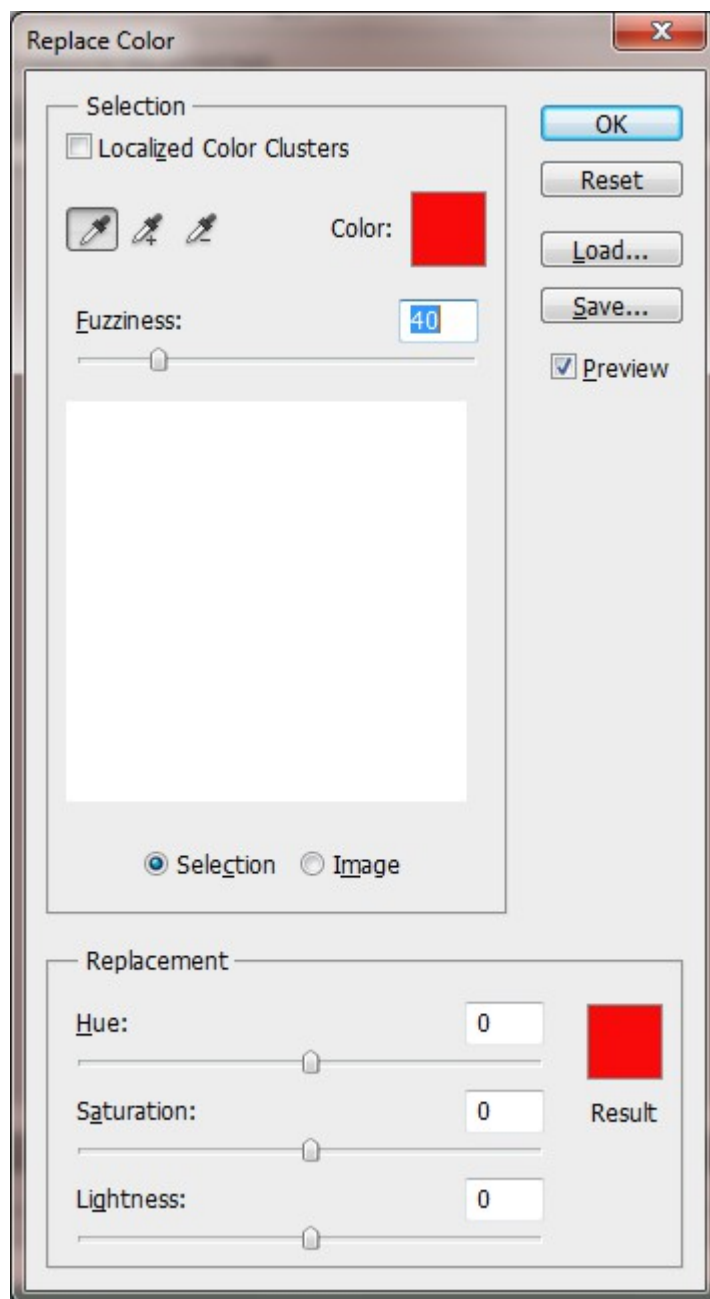 Replace Color
Selection
Localized Color Clusters
Color:
Fuzziness:
40
Selection
Image
OK
Reset
Load...
Save...
Preview
Replacement
Hue:
0
Saturation:
0
Lightness:
0
Result